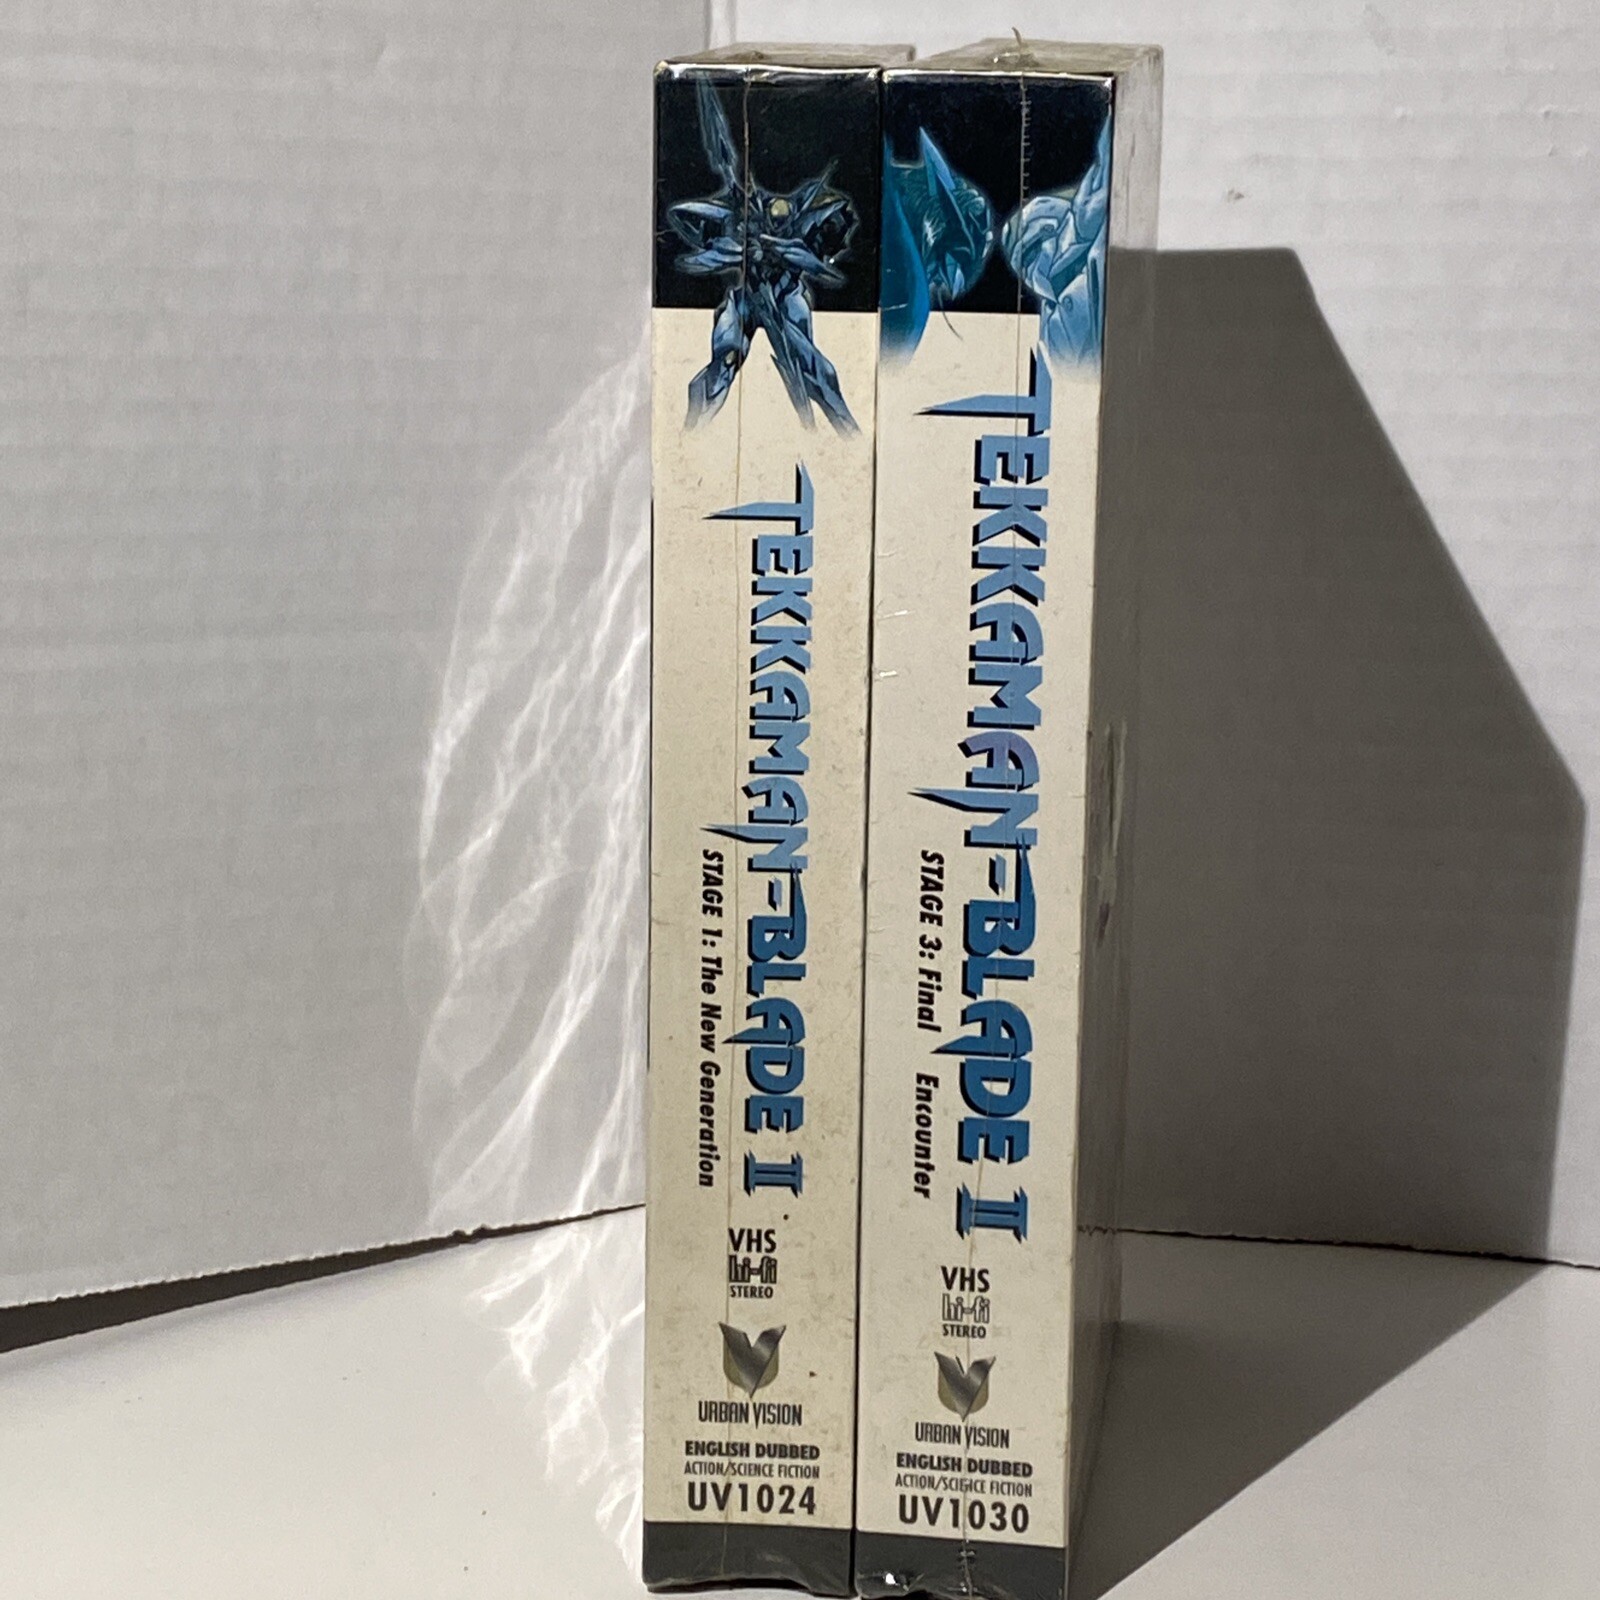 TEKKAMAN-BLADE II
STAGE 1: The New Generation
VHS
hi-fi
STEREO
URBAN VISION
ENGLISH DUBBED
ACTION/SCIENCE FICTION
UV1024
TEKKAMAN-BLADE II
STAGE 3: Final Encounter
VHS
hi-fi
STEREO
URBAN VISION
ENGLISH DUBBED
ACTION/SCIENCE FICTION
UV1030